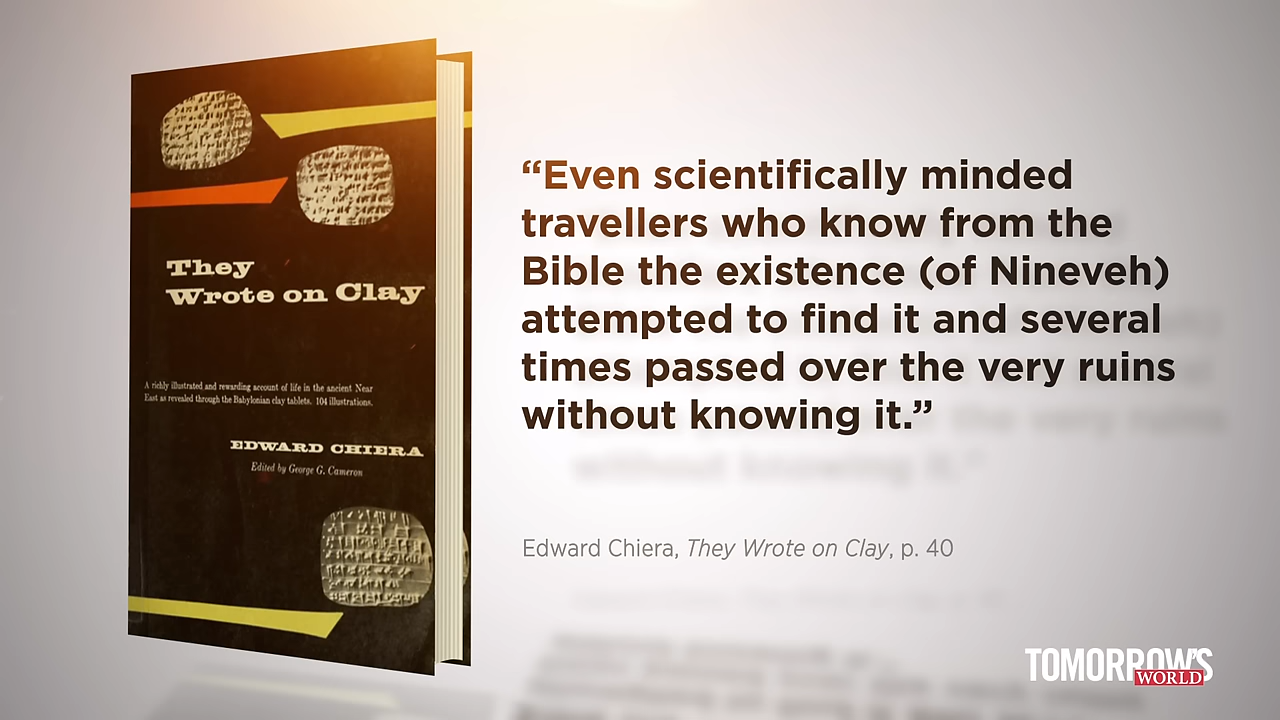 They
Wrote on Clay
A richly illustrated and rewarding account of life in the ancient Near
East as revealed through the Babylonian clay tablets. 104 illustrations.
EDWARD CHIERA
Edited by George G. Cameron
“Even scientifically minded
travellers who know from the
Bible the existence (of Nineveh)
attempted to find it and several
times passed over the very ruins
without knowing it.”
Edward Chiera, They Wrote on Clay, p. 40
TOMORROW'S
WORLD